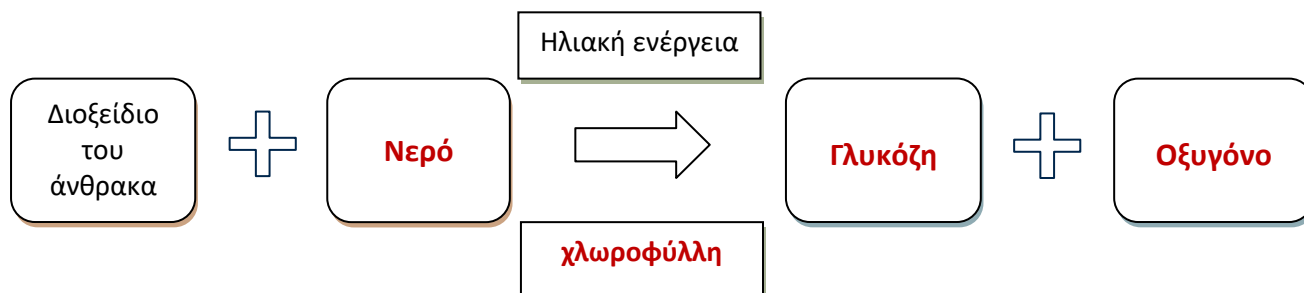 Ηλιακή ενέργεια
Διοξείδιο
του
άνθρακα
Νερό
Γλυκόζη
Οξυγόνο
χλωροφύλλη